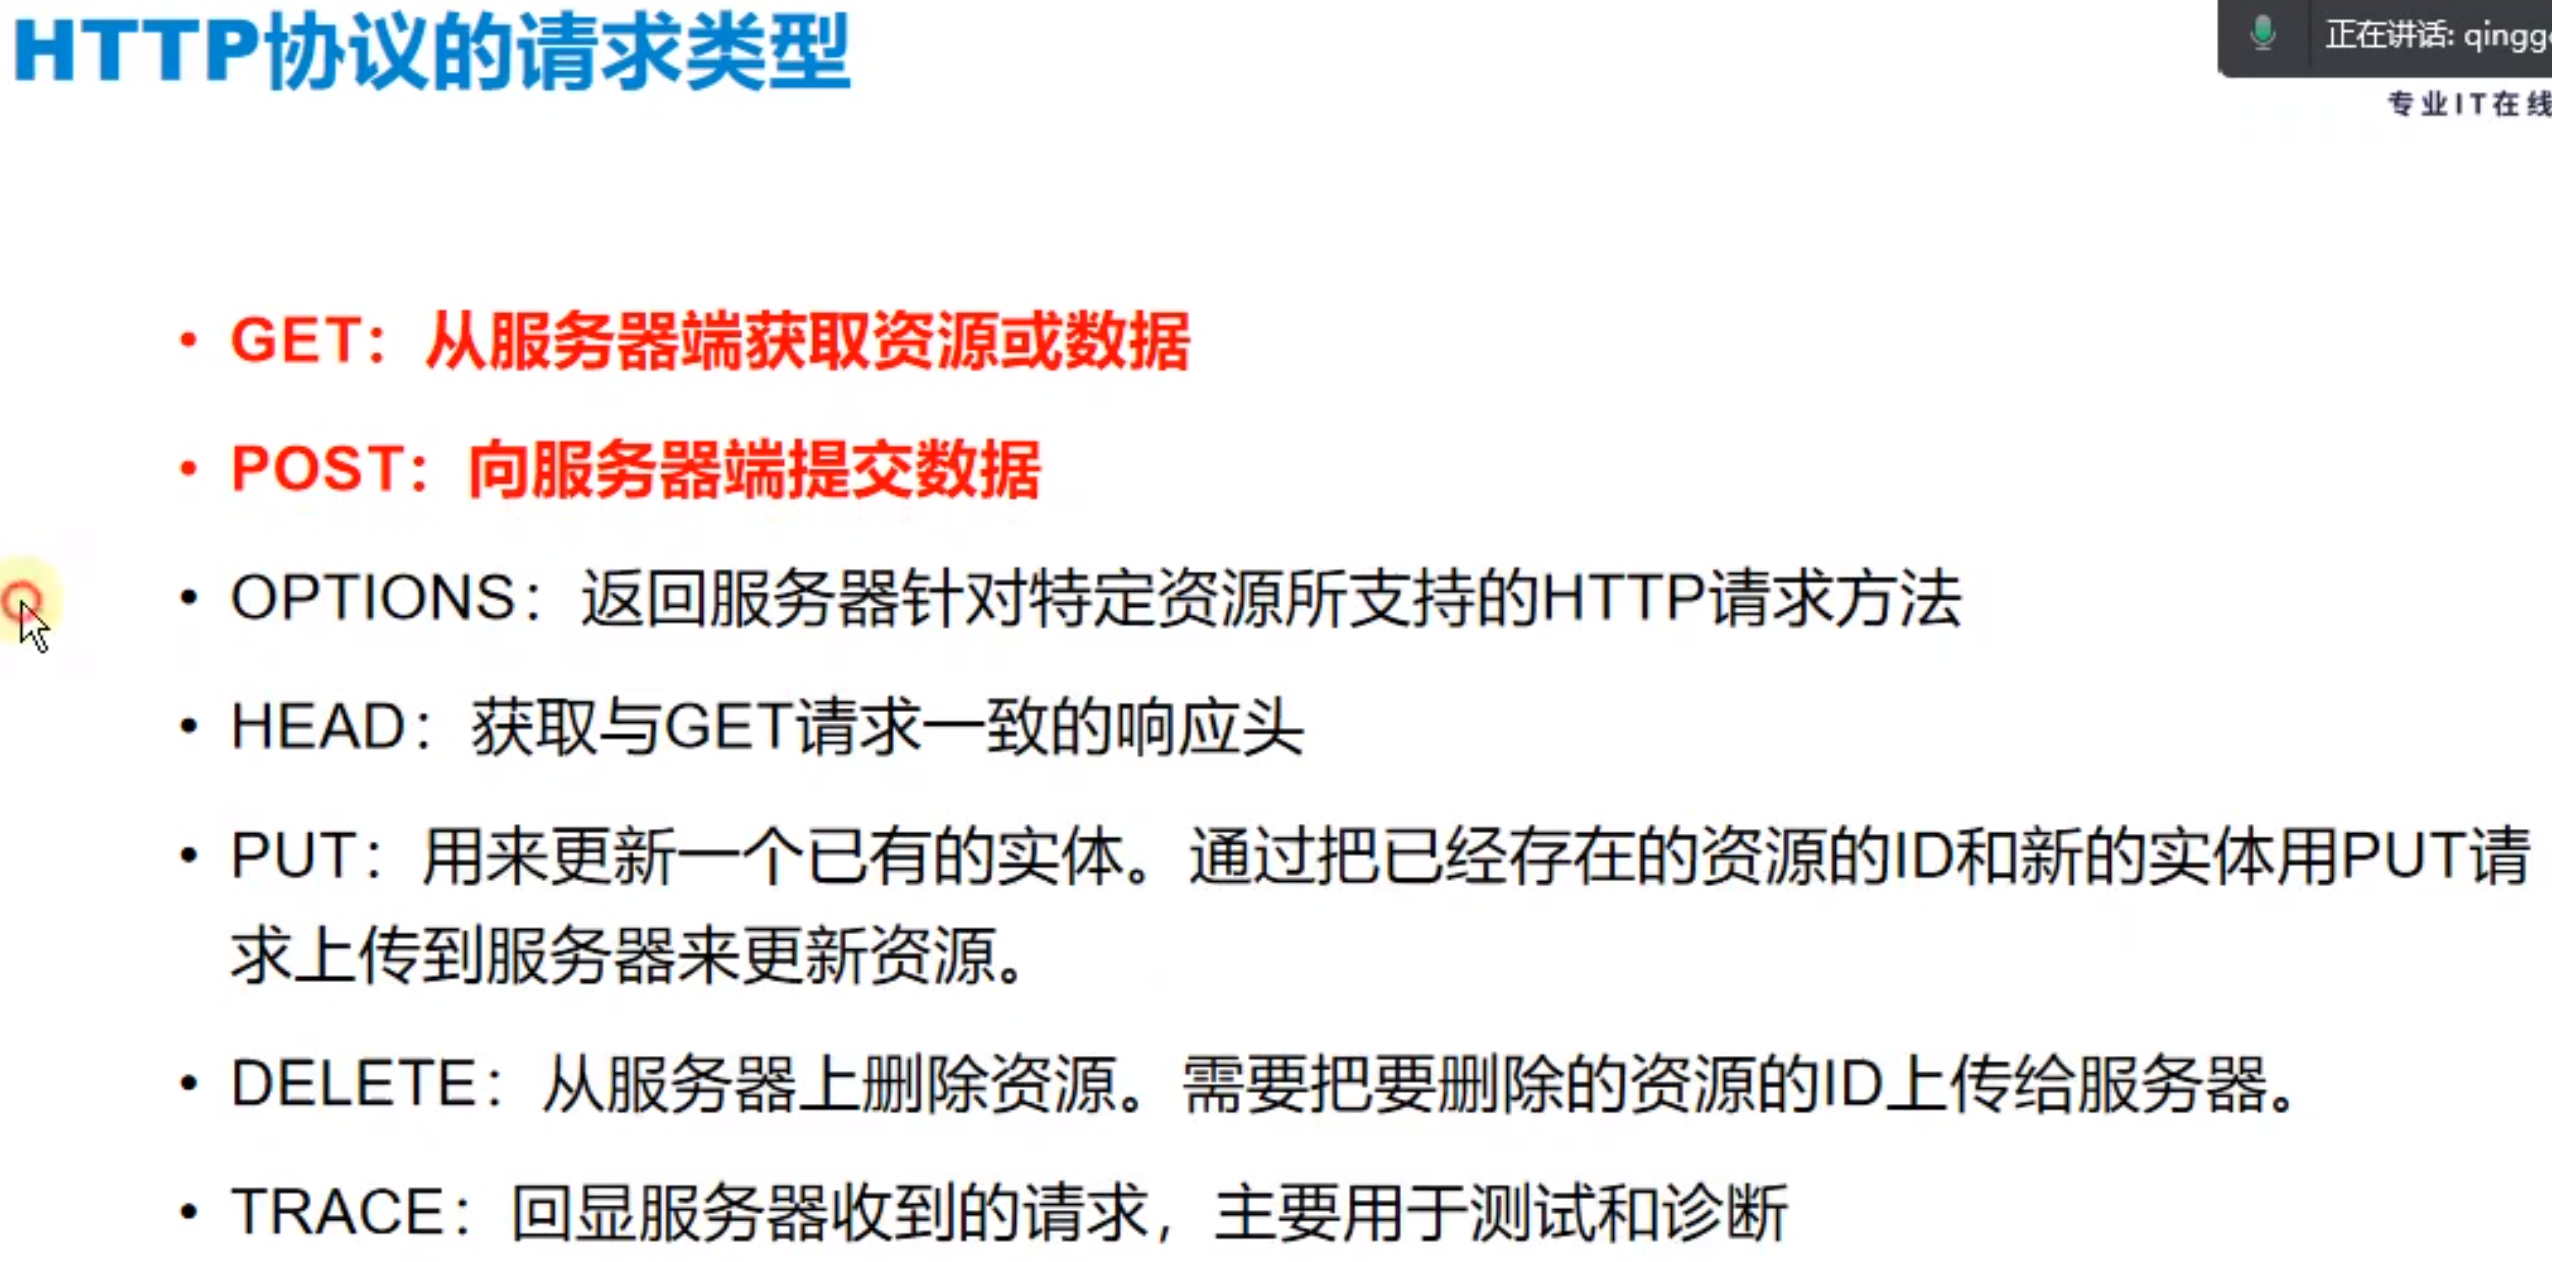 HTTP协议的请求类型
正在讲话: qingg
专业IT在线
• GET：从服务器端获取资源或数据
• POST：向服务器端提交数据
• OPTIONS：返回服务器针对特定资源所支持的HTTP请求方法
• HEAD：获取与GET请求一致的响应头
• PUT：用来更新一个已有的实体。通过把已经存在的资源的ID和新的实体用PUT请
求上传到服务器来更新资源。
• DELETE：从服务器上删除资源。需要把要删除的资源的ID上传给服务器。
• TRACE：回显服务器收到的请求，主要用于测试和诊断